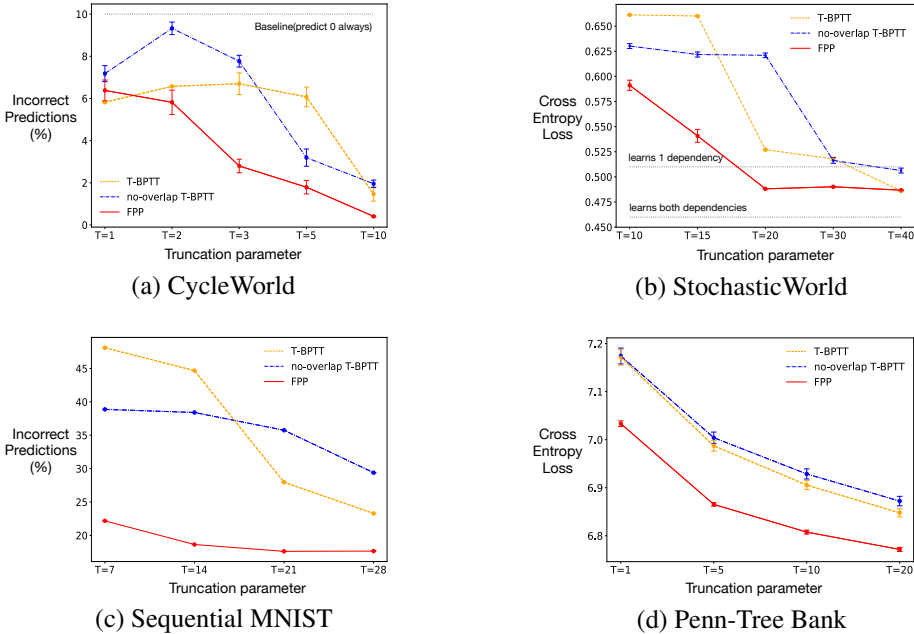 10
8
6
4
2
0
Incorrect
Predictions
(%)
Baseline(predict 0 always)
T-BPTT
no-overlap T-BPTT
FPP
T=1
T=2
T=3
T=5
T=10
Truncation parameter
(a) CycleWorld
0.650
0.625
0.600
0.575
0.550
0.525
0.500
0.475
0.450
Cross
Entropy
Loss
T-BPTT
no-overlap T-BPTT
FPP
learns 1 dependency
learns both dependencies
T=10
T=15
T=20
T=30
T=40
Truncation parameter
(b) StochasticWorld
45
40
35
30
25
20
Incorrect
Predictions
(%)
T-BPTT
no-overlap T-BPTT
FPP
T=7
T=14
T=21
T=28
Truncation parameter
(c) Sequential MNIST
7.2
7.1
7.0
6.9
6.8
Cross
Entropy
Loss
T-BPTT
no-overlap T-BPTT
FPP
T=1
T=5
T=10
T=20
Truncation parameter
(d) Penn-Tree Bank